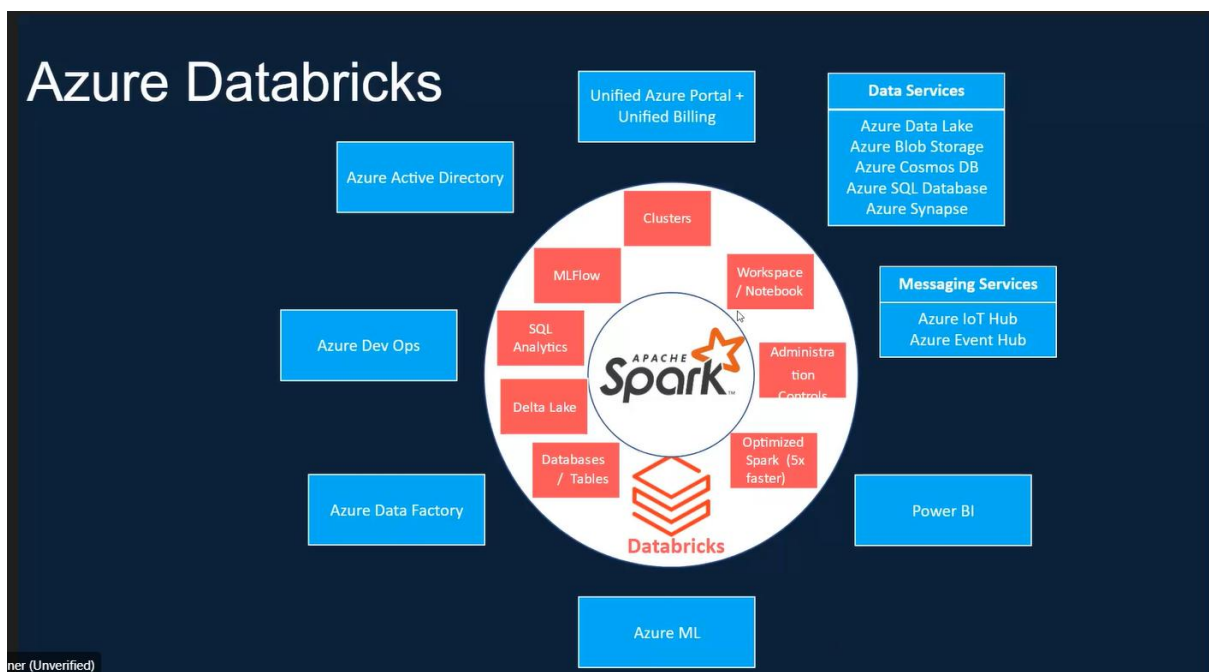 Azure Databricks
Unified Azure Portal +
Unified Billing
Data Services
Azure Data Lake
Azure Blob Storage
Azure Cosmos DB
Azure SQL Database
Azure Synapse
Azure Active Directory
Clusters
MLFlow
Workspace
/ Notebook
Messaging Services
Azure IoT Hub
Azure Event Hub
Azure Dev Ops
SQL
Analytics
APACHE
Spark™
Administra
tion
Controls
Delta Lake
Databases
/ Tables
Optimized
Spark (5x
faster)
Databricks
Azure Data Factory
Power BI
Azure ML
ner (Unverified)